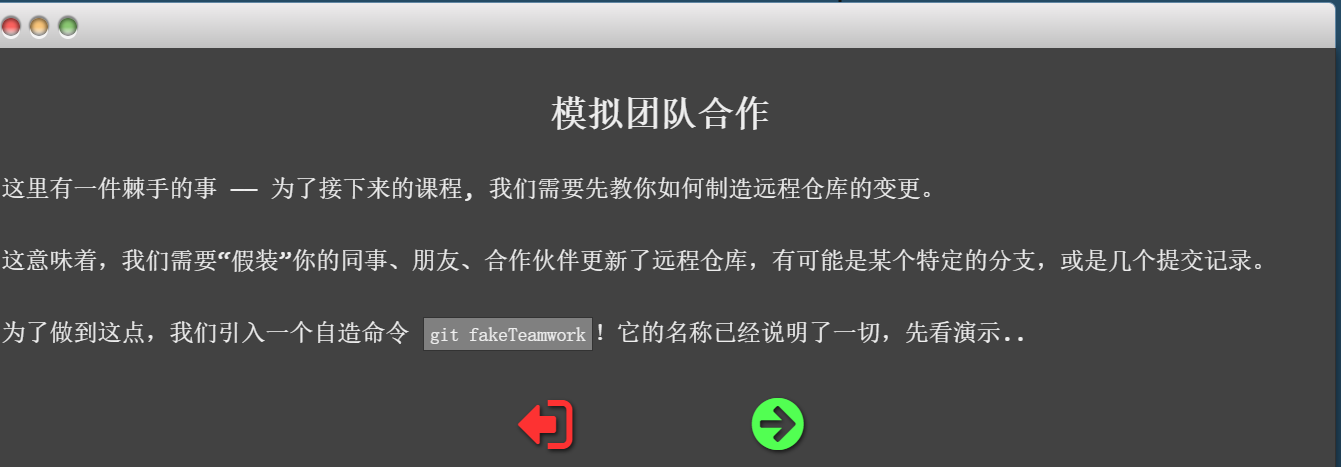 模拟团队合作
这里有一件棘手的事 —— 为了接下来的课程, 我们需要先教你如何制造远程仓库的变更。
这意味着，我们需要“假装”你的同事、朋友、合作伙伴更新了远程仓库，有可能是某个特定的分支，或是几个提交记录。
为了做到这点，我们引入一个自造命令 git fakeTeamwork！它的名称已经说明了一切，先看演示..